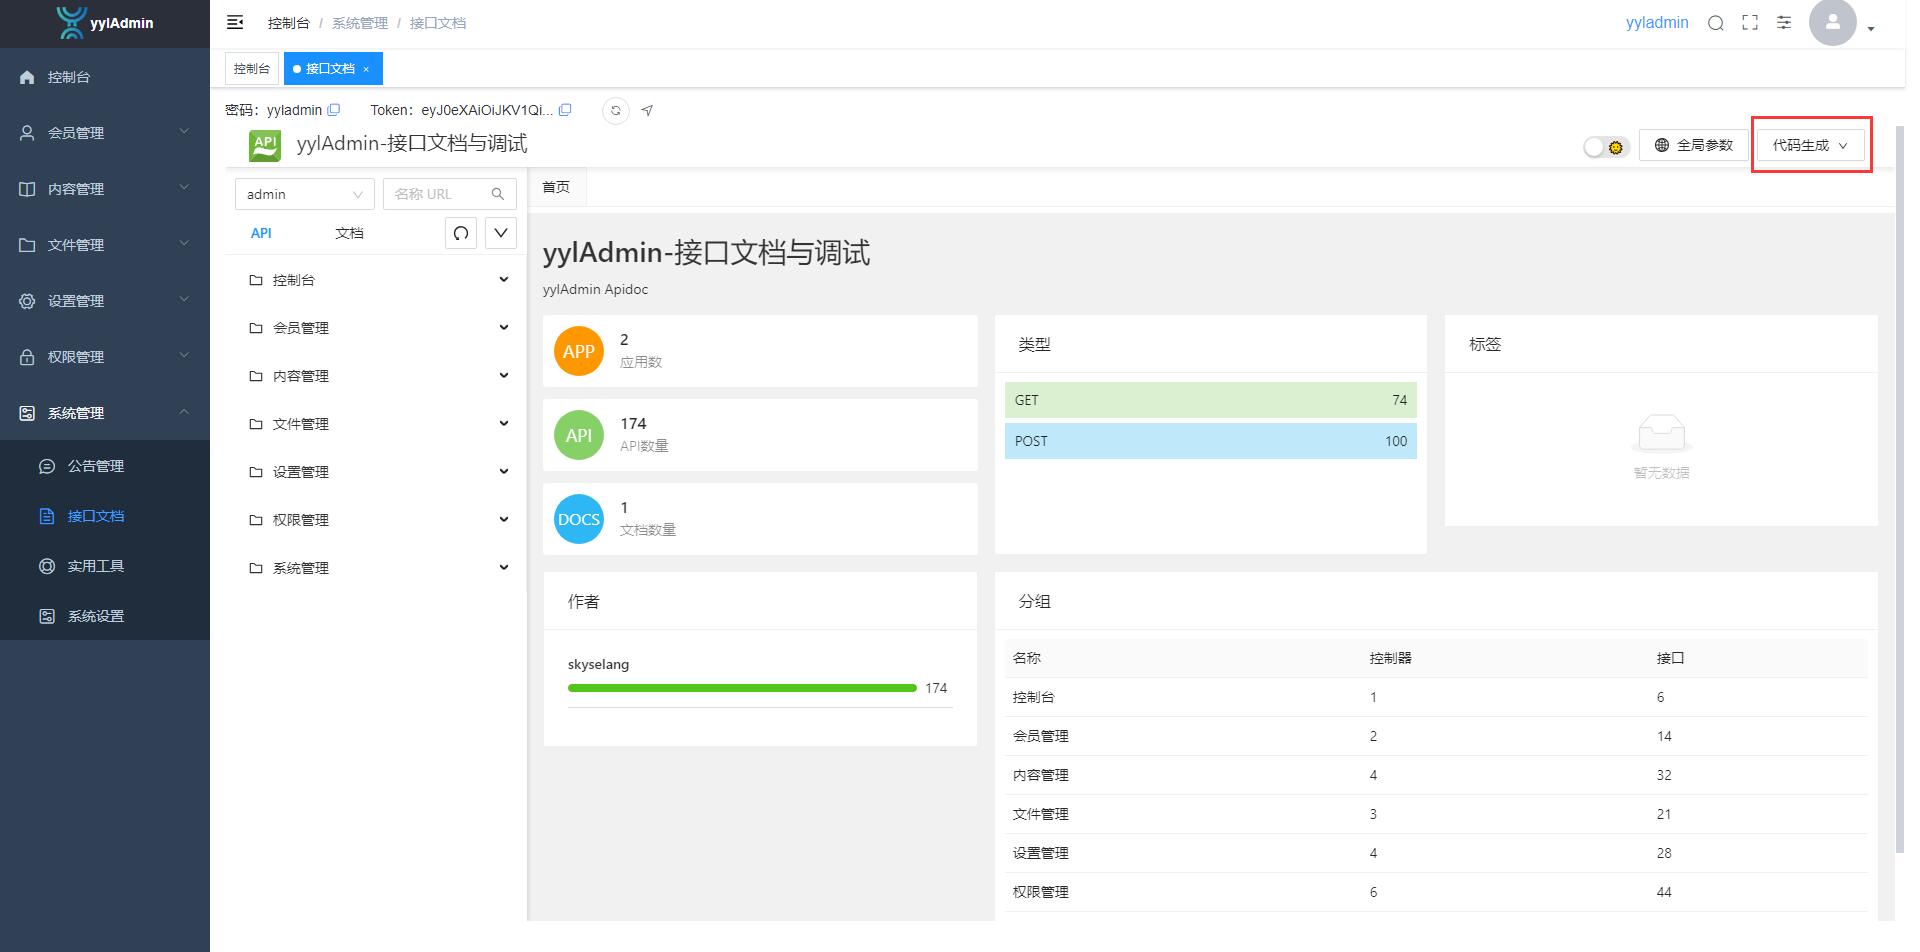 yylAdmin
控制台 / 系统管理 / 接口文档
yyladmin
控制台
接口文档 ×
控制台
会员管理
内容管理
文件管理
设置管理
权限管理
系统管理
公告管理
接口文档
实用工具
系统设置
密码：yyladmin
Token：eyJ0eXAiOiJKV1Qi...
API
yylAdmin-接口文档与调试
全局参数
代码生成
admin
名称 URL
API
文档
控制台
会员管理
内容管理
文件管理
设置管理
权限管理
系统管理
首页
yylAdmin-接口文档与调试
yylAdmin Apidoc
APP
2
应用数
API
174
API数量
DOCS
1
文档数量
类型
GET 74
POST 100
标签
暂无数据
作者
skyselang
174
分组
名称 控制器 接口
控制台 1 6
会员管理 2 14
内容管理 4 32
文件管理 3 21
设置管理 4 28
权限管理 6 44